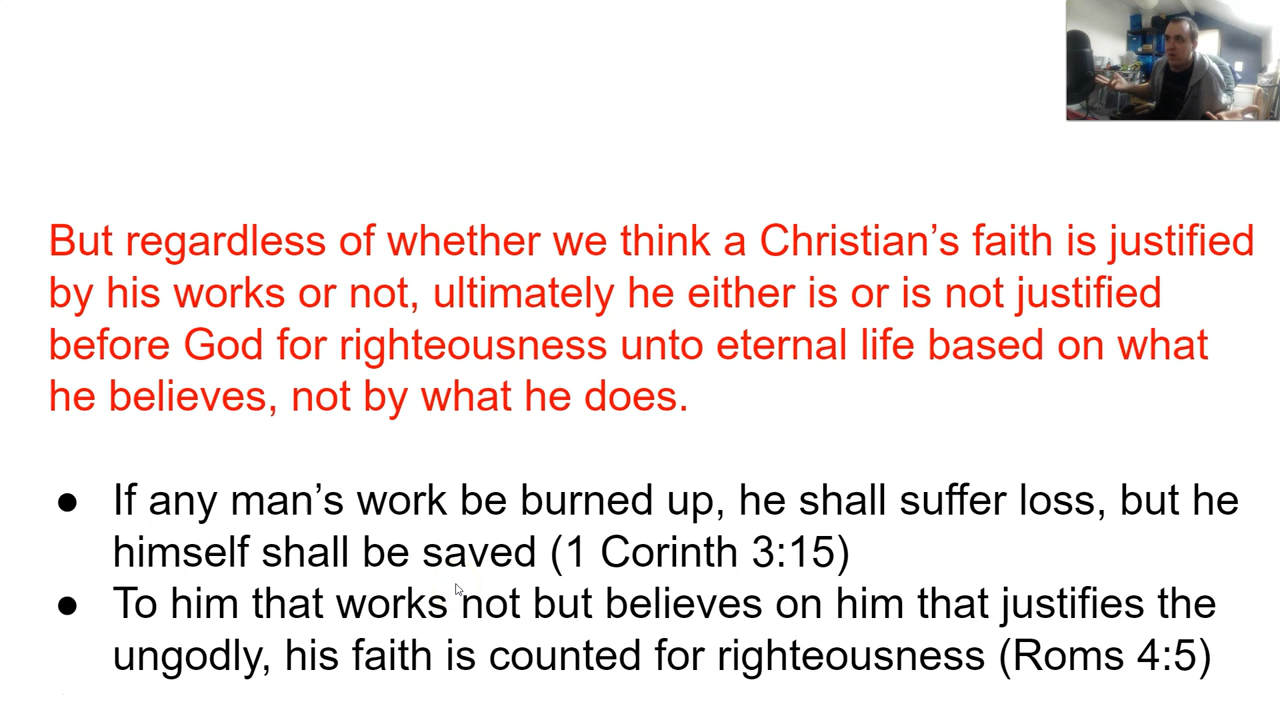 But regardless of whether we think a Christian’s faith is justified
by his works or not, ultimately he either is or is not justified
before God for righteousness unto eternal life based on what
he believes, not by what he does.
● If any man’s work be burned up, he shall suffer loss, but he
himself shall be saved (1 Corinth 3:15)
● To him that works not but believes on him that justifies the
ungodly, his faith is counted for righteousness (Roms 4:5)